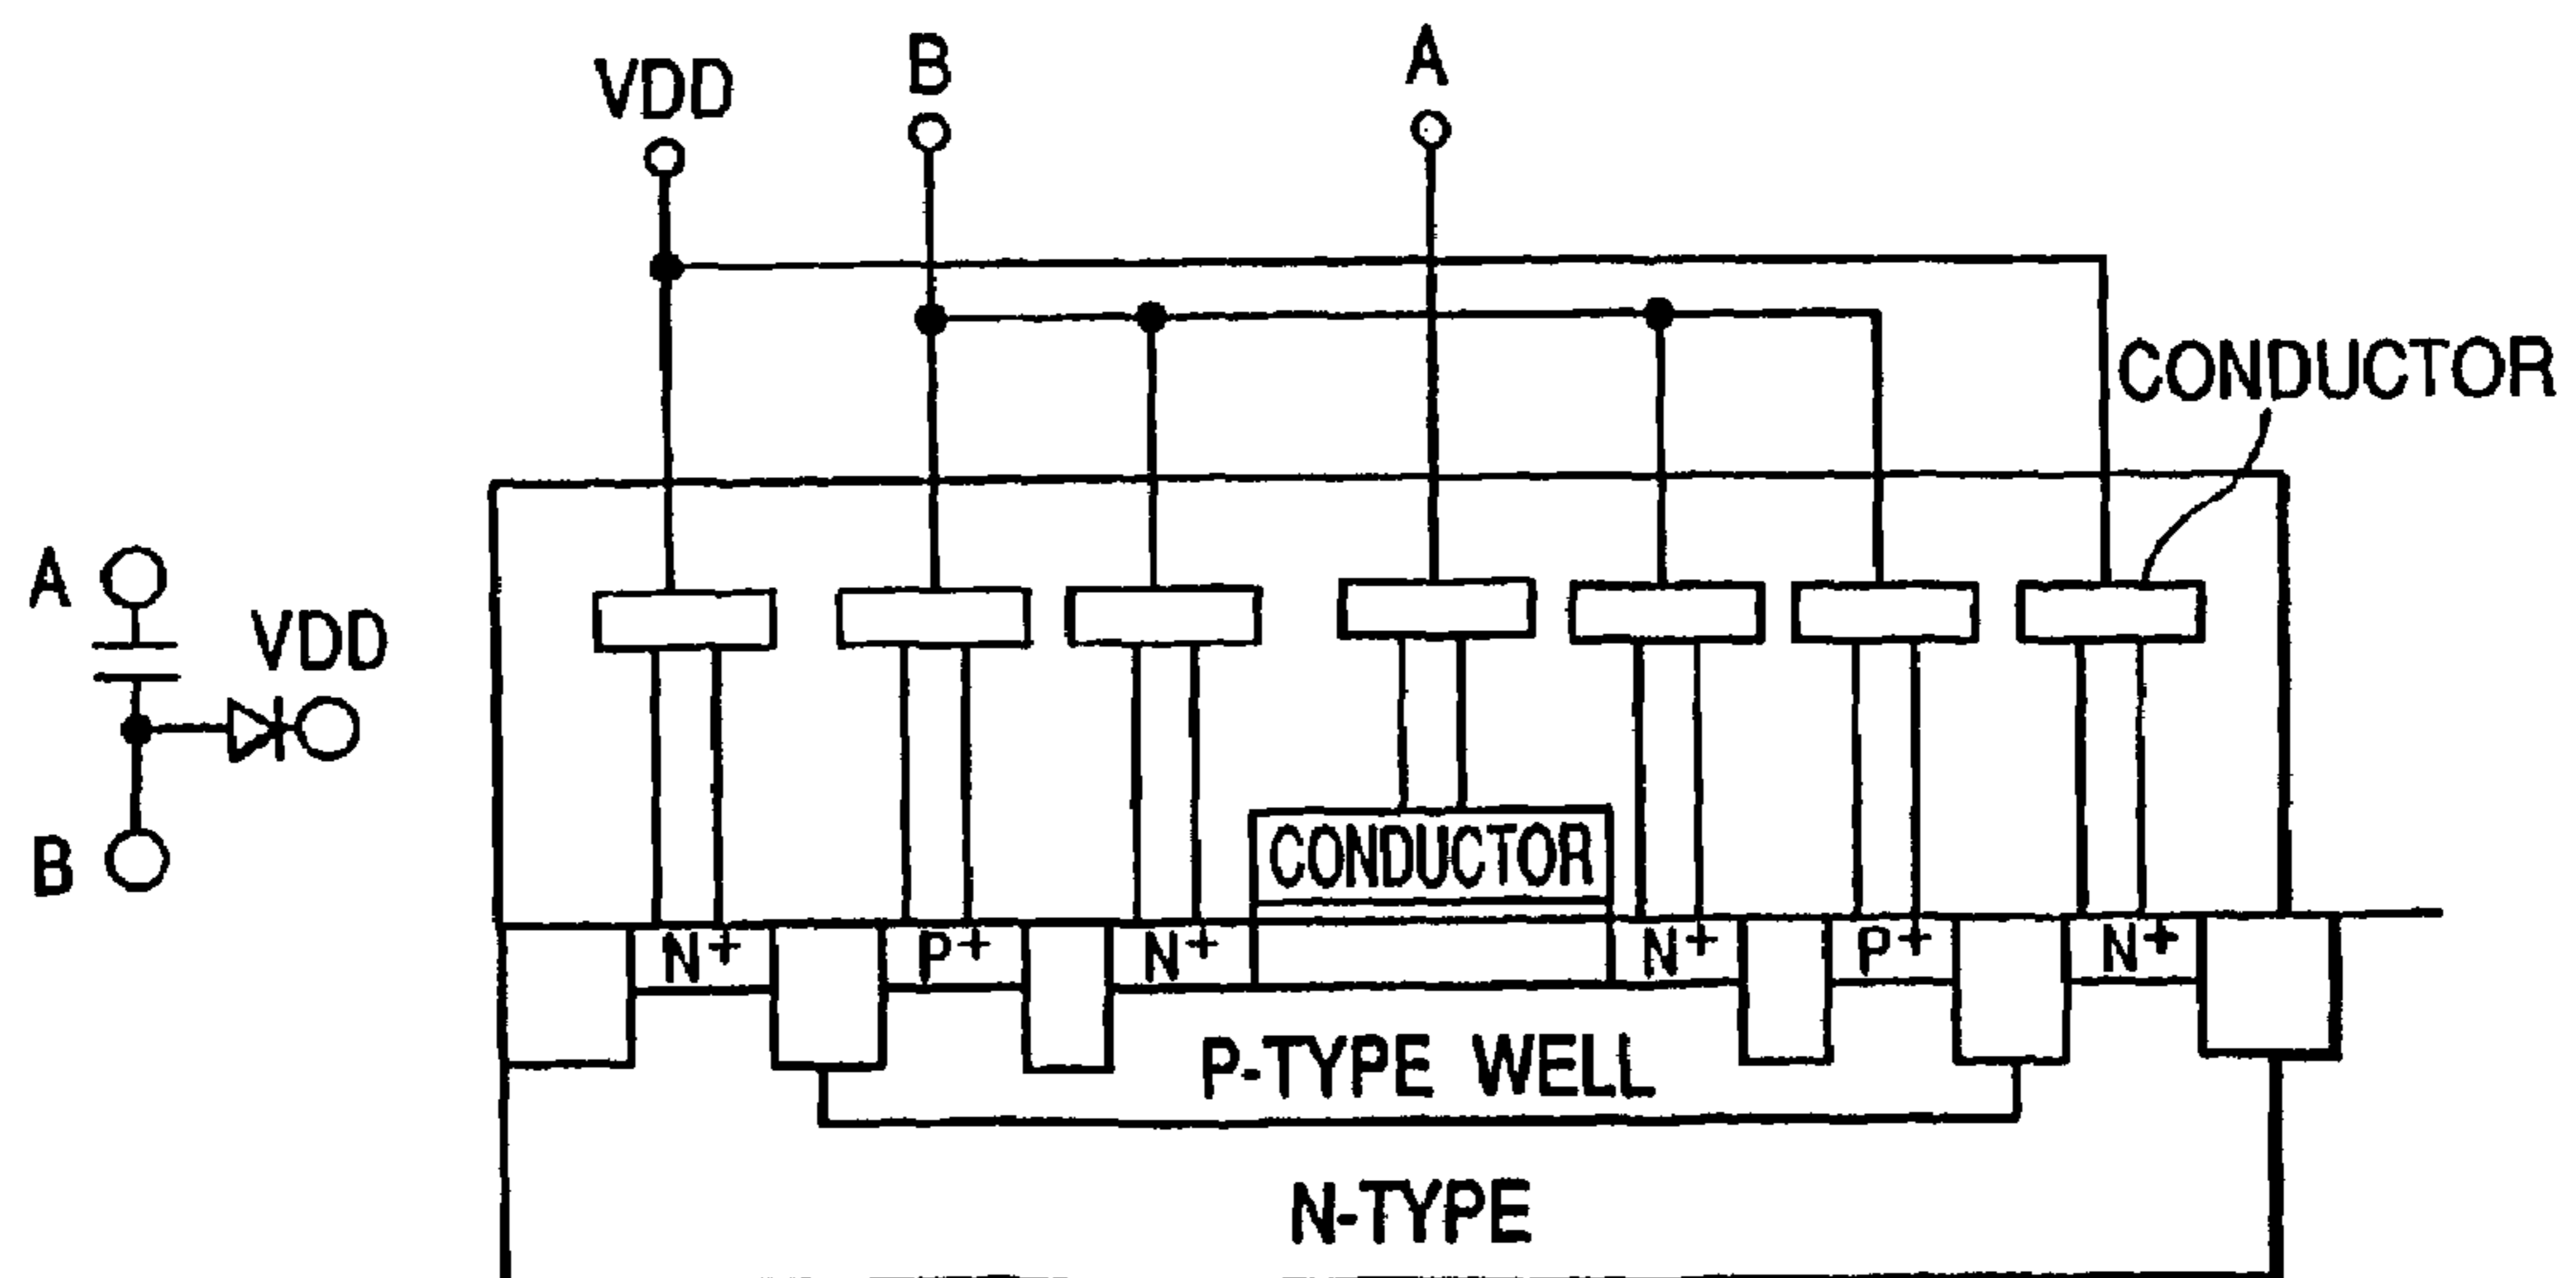 VDD
B
A
CONDUCTOR
A
VDD
B
CONDUCTOR
N+
P+
N+
N+
P+
N+
P-TYPE WELL
N-TYPE